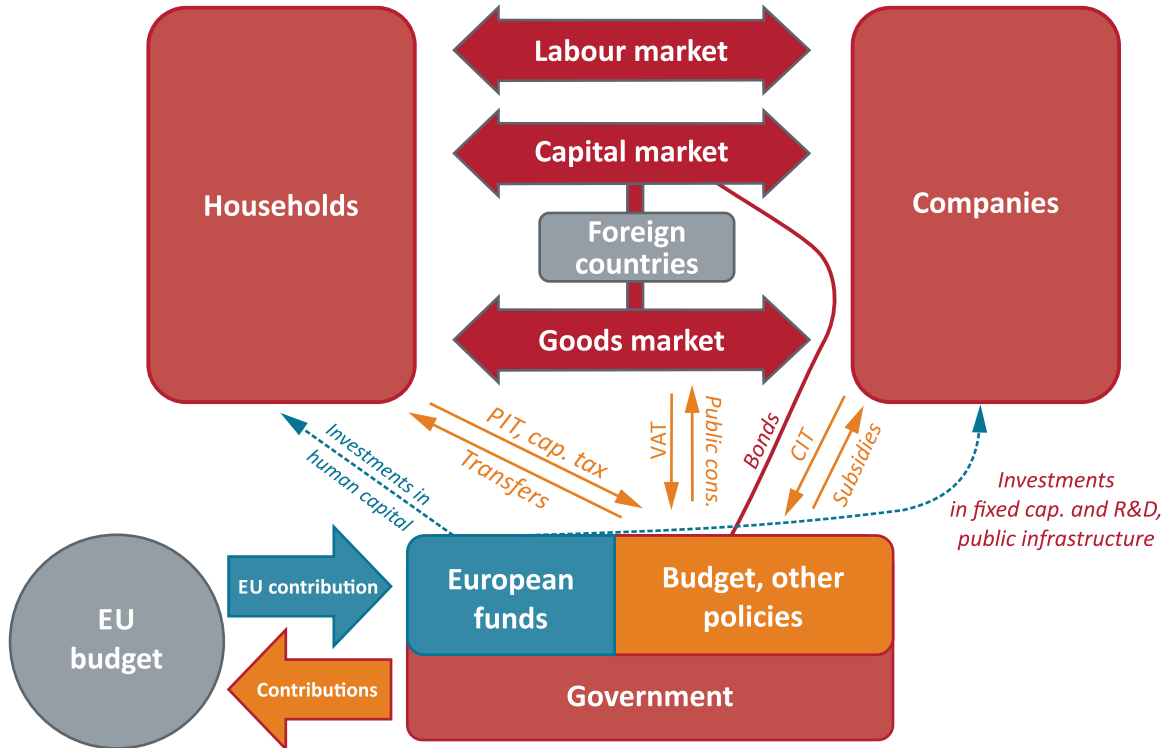 Labour market
Capital market
Households
Companies
Foreign
countries
Goods market
PIT, cap. tax
Transfers
VAT
Public cons.
Bonds
CIT
Subsidies
Investments in
human capital
Investments
in fixed cap. and R&D,
public infrastructure
EU
budget
EU contribution
Contributions
European
funds
Budget, other
policies
Government